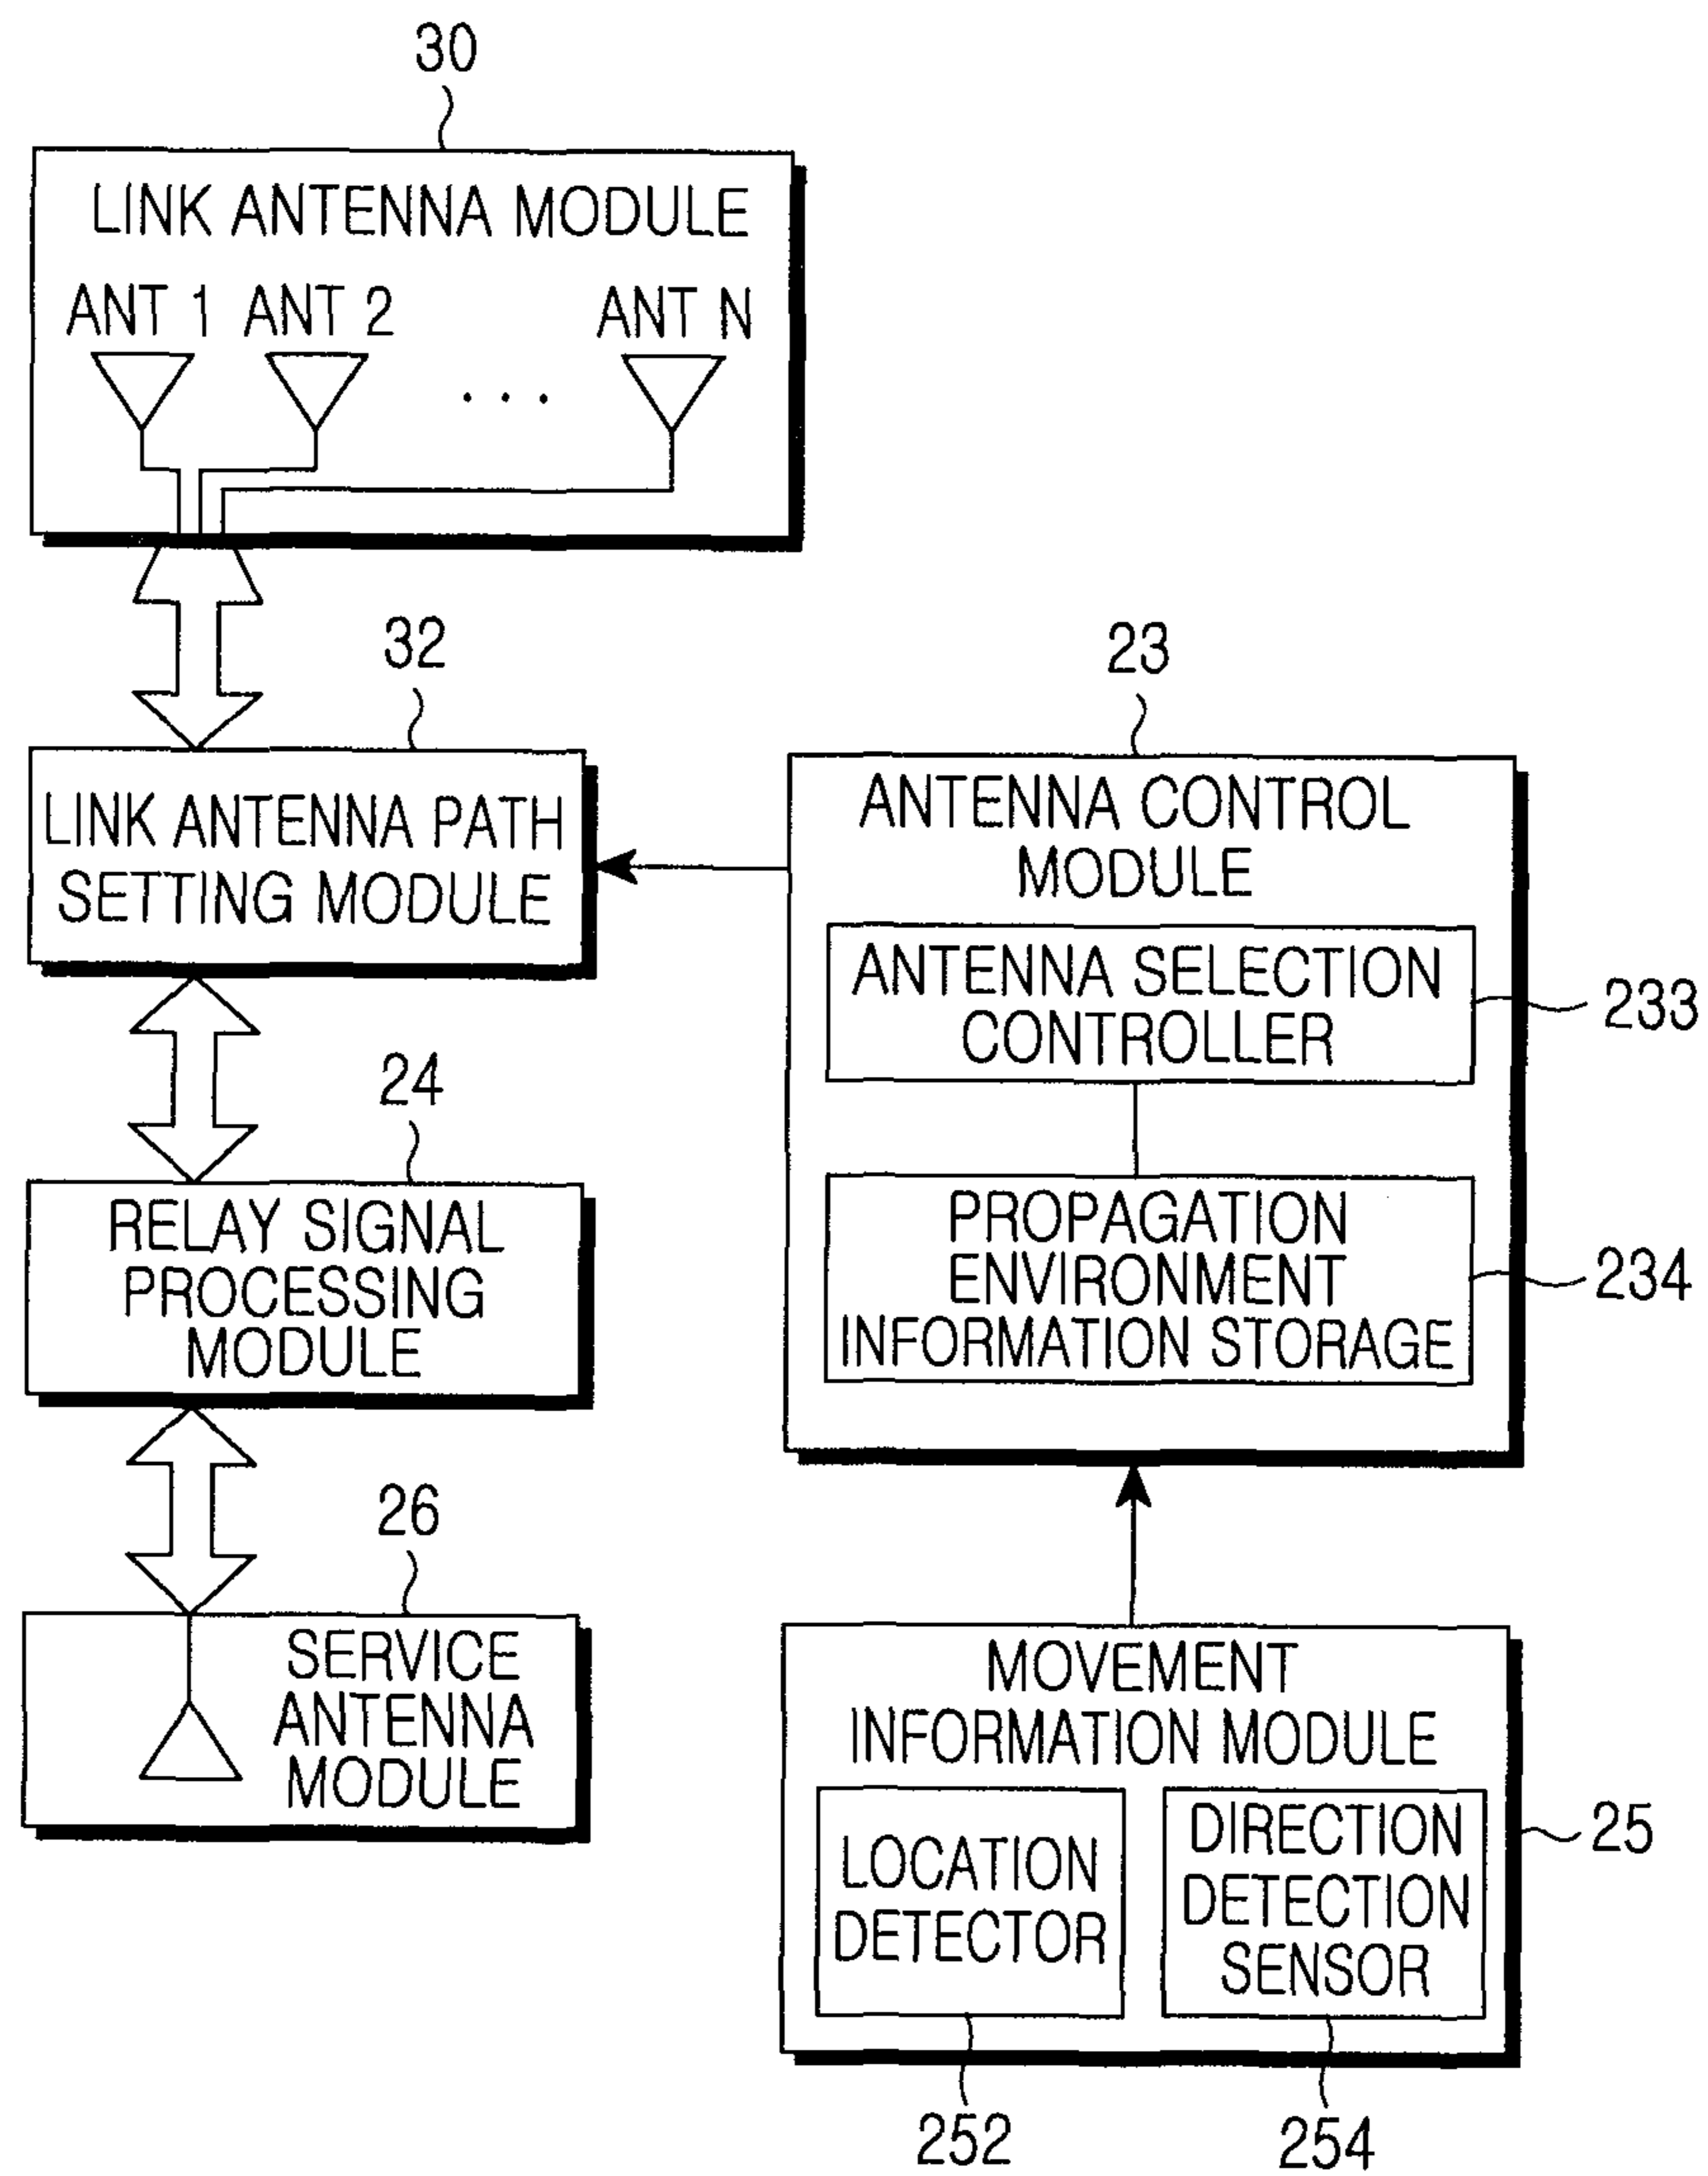 30
LINK ANTENNA MODULE
ANT 1 ANT 2 ... ANT N
32
LINK ANTENNA PATH
SETTING MODULE
24
RELAY SIGNAL
PROCESSING
MODULE
26
SERVICE
ANTENNA
MODULE
23
ANTENNA CONTROL
MODULE
ANTENNA SELECTION
CONTROLLER
233
PROPAGATION
ENVIRONMENT
INFORMATION STORAGE
234
MOVEMENT
INFORMATION MODULE
25
LOCATION
DETECTOR
252
DIRECTION
DETECTION
SENSOR
254